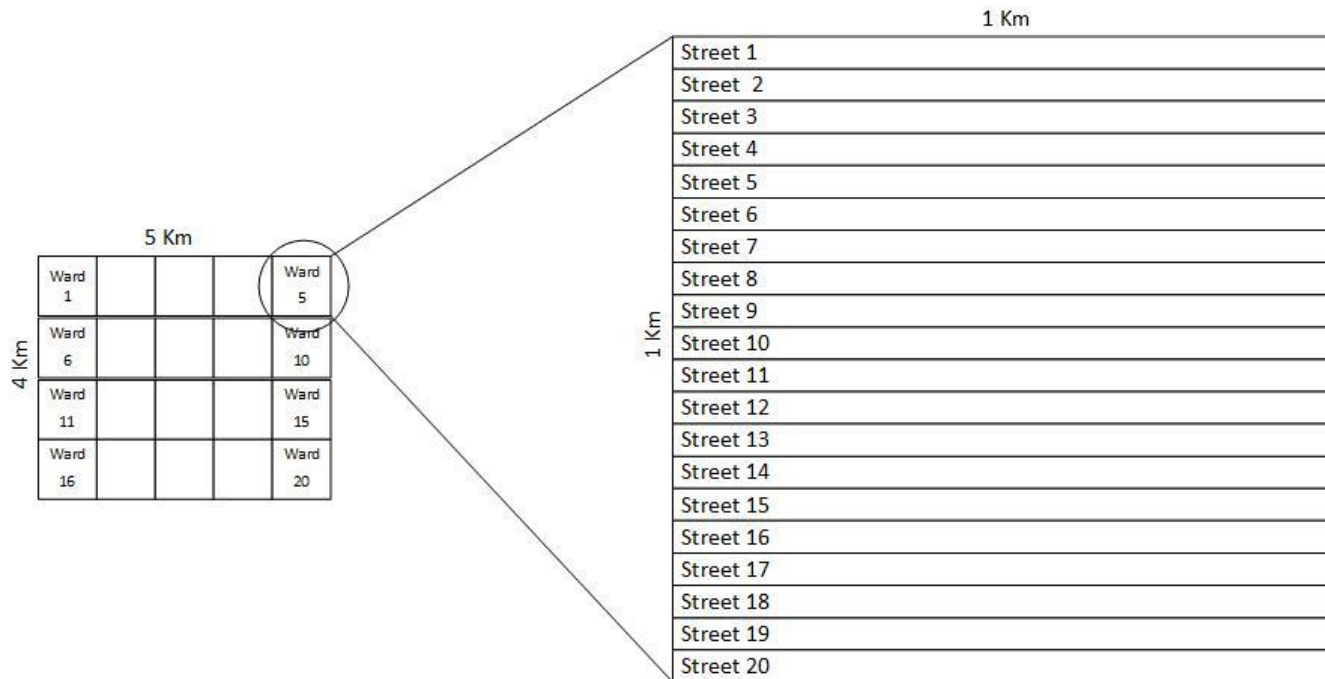 1 Km
Street 1
Street 2
Street 3
Street 4
Street 5
Street 6
Street 7
Street 8
Street 9
Street 10
Street 11
Street 12
Street 13
Street 14
Street 15
Street 16
Street 17
Street 18
Street 19
Street 20
1 Km
5 Km
4 Km
Ward
1
Ward
5
Ward
6
Ward
10
Ward
11
Ward
15
Ward
16
Ward
20